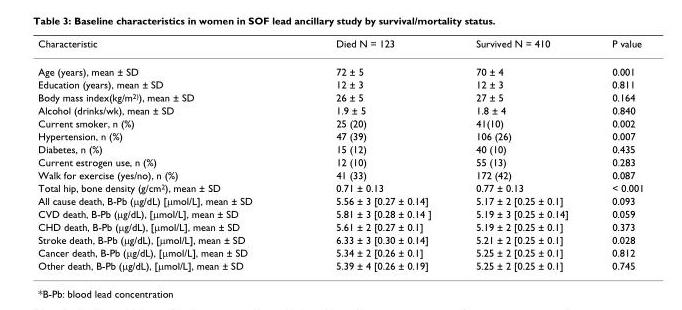 Table 3: Baseline characteristics in women in SOF lead ancillary study by survival/mortality status.
Characteristic Died N = 123 Survived N = 410 P value
Age (years), mean ± SD 72 ± 5 70 ± 4 0.001
Education (years), mean ± SD 12 ± 3 12 ± 3 0.811
Body mass index(kg/m²⁾), mean ± SD 26 ± 5 27 ± 5 0.164
Alcohol (drinks/wk), mean ± SD 1.9 ± 5 1.8 ± 4 0.840
Current smoker, n (%) 25 (20) 41(10) 0.002
Hypertension, n (%) 47 (39) 106 (26) 0.007
Diabetes, n (%) 15 (12) 40 (10) 0.435
Current estrogen use, n (%) 12 (10) 55 (13) 0.283
Walk for exercise (yes/no), n (%) 41 (33) 172 (42) 0.087
Total hip, bone density (g/cm²), mean ± SD 0.71 ± 0.13 0.77 ± 0.13 < 0.001
All cause death, B-Pb (μg/dL) [μmol/L], mean ± SD 5.56 ± 3 [0.27 ± 0.14] 5.17 ± 2 [0.25 ± 0.1] 0.093
CVD death, B-Pb (μg/dL), [μmol/L], mean ± SD 5.81 ± 3 [0.28 ± 0.14 ] 5.19 ± 3 [0.25 ± 0.14] 0.059
CHD death, B-Pb (μg/dL), [μmol/L], mean ± SD 5.61 ± 2 [0.27 ± 0.1] 5.19 ± 2 [0.25 ± 0.1] 0.373
Stroke death, B-Pb (μg/dL), [μmol/L], mean ± SD 6.33 ± 3 [0.30 ± 0.14] 5.21 ± 2 [0.25 ± 0.1] 0.028
Cancer death, B-Pb (μg/dL), [μmol/L], mean ± SD 5.34 ± 2 [0.26 ± 0.1] 5.25 ± 2 [0.25 ± 0.1] 0.812
Other death, B-Pb (μg/dL), [μmol/L], mean ± SD 5.39 ± 4 [0.26 ± 0.19] 5.25 ± 2 [0.25 ± 0.1] 0.745
*B-Pb: blood lead concentration